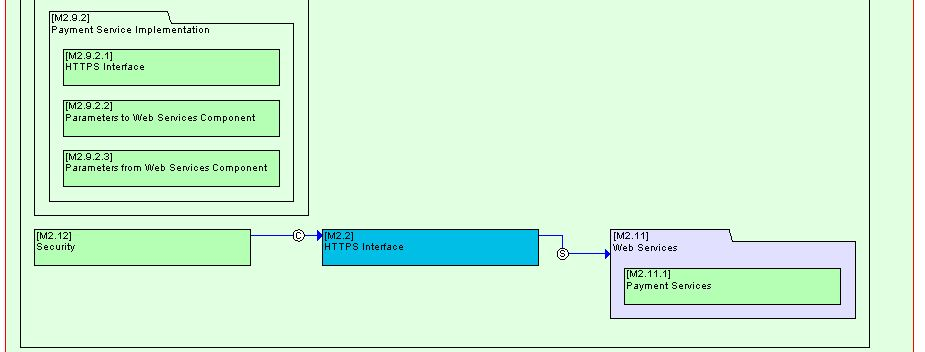 [M2.9.2]
Payment Service Implementation
[M2.9.2.1]
HTTPS Interface
[M2.9.2.2]
Parameters to Web Services Component
[M2.9.2.3]
Parameters from Web Services Component
[M2.12]
Security
C
[M2.2]
HTTPS Interface
S
[M2.11]
Web Services
[M2.11.1]
Payment Services